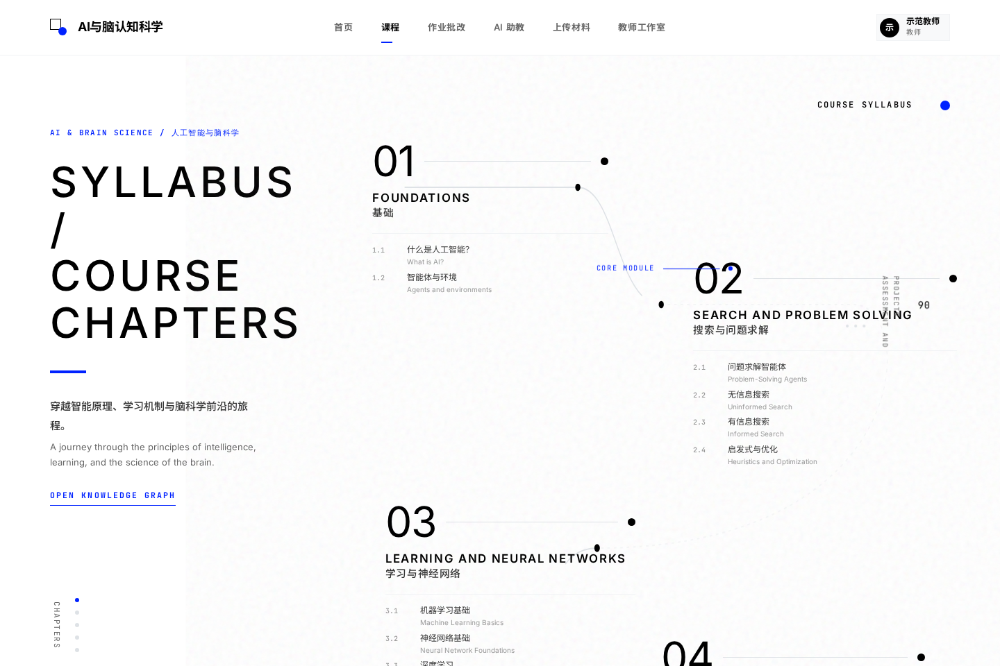 AI与脑认知科学
首页
课程
作业批改
AI 助教
上传材料
教师工作室
示
示范教师
教师
COURSE SYLLABUS
AI & BRAIN SCIENCE / 人工智能与脑科学
SYLLABUS
/
COURSE
CHAPTERS
穿越智能原理、学习机制与脑科学前沿的旅
程。
A journey through the principles of intelligence,
learning, and the science of the brain.
OPEN KNOWLEDGE GRAPH
CHAPTERS
01
FOUNDATIONS
基础
1.1 什么是人工智能?
What is AI?
1.2 智能体与环境
Agents and environments
CORE MODULE
02
SEARCH AND PROBLEM SOLVING
搜索与问题求解
PROJECT
ASSESSMENT AND
90
2.1 问题求解智能体
Problem-Solving Agents
2.2 无信息搜索
Uninformed Search
2.3 有信息搜索
Informed Search
2.4 启发式与优化
Heuristics and Optimization
03
LEARNING AND NEURAL NETWORKS
学习与神经网络
3.1 机器学习基础
Machine Learning Basics
3.2 神经网络基础
Neural Network Foundations
3.3 深度学习
04